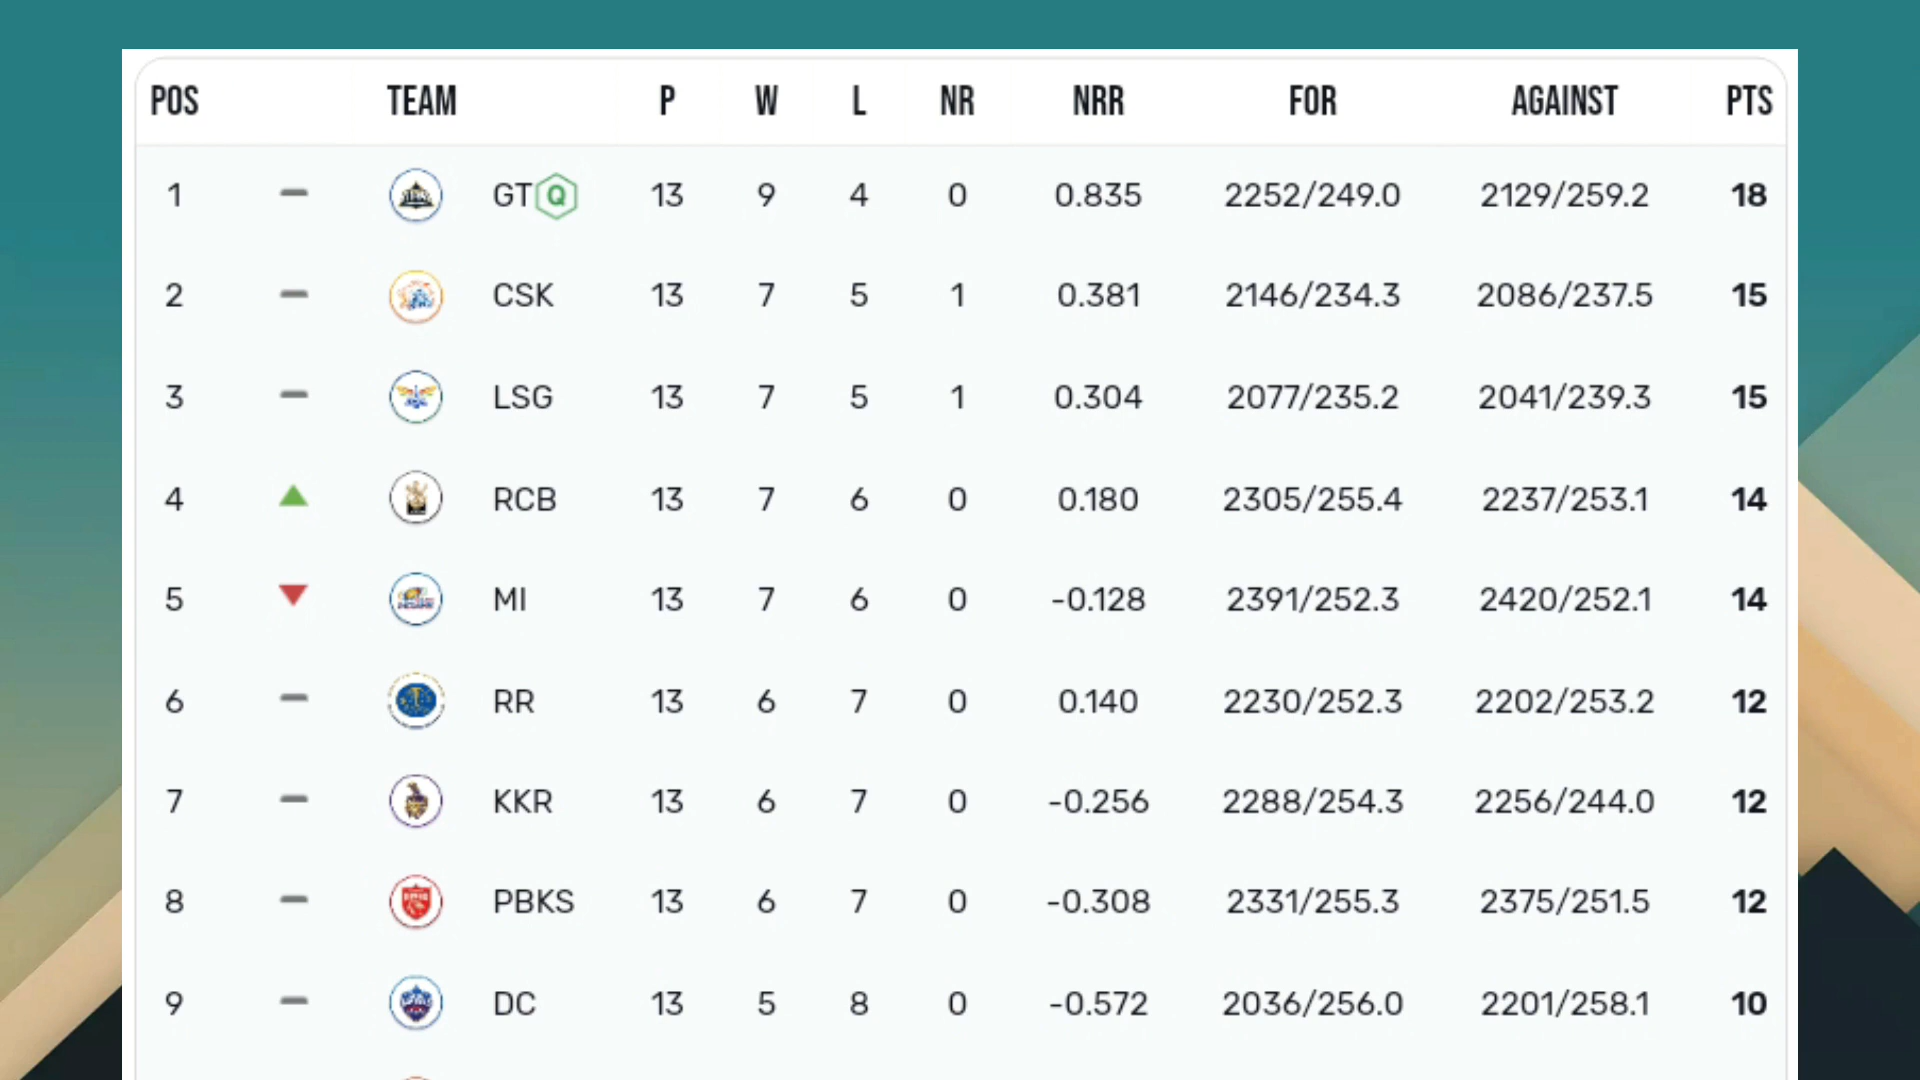 POS TEAM P W L NR NRR FOR AGAINST PTS
1 GT Q 13 9 4 0 0.835 2252/249.0 2129/259.2 18
2 CSK 13 7 5 1 0.381 2146/234.3 2086/237.5 15
3 LSG 13 7 5 1 0.304 2077/235.2 2041/239.3 15
4 RCB 13 7 6 0 0.180 2305/255.4 2237/253.1 14
5 MI 13 7 6 0 -0.128 2391/252.3 2420/252.1 14
6 RR 13 6 7 0 0.140 2230/252.3 2202/253.2 12
7 KKR 13 6 7 0 -0.256 2288/254.3 2256/244.0 12
8 PBKS 13 6 7 0 -0.308 2331/255.3 2375/251.5 12
9 DC 13 5 8 0 -0.572 2036/256.0 2201/258.1 10